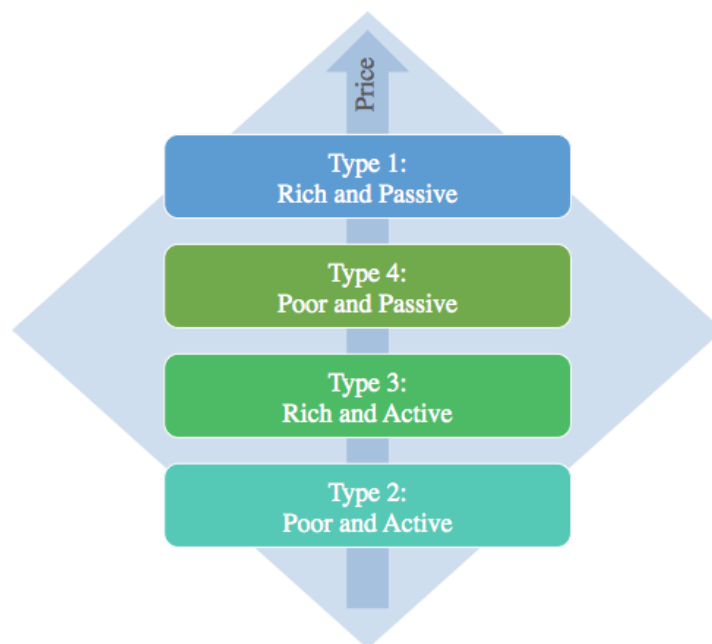 Price
Type 1:
Rich and Passive
Type 4:
Poor and Passive
Type 3:
Rich and Active
Type 2:
Poor and Active